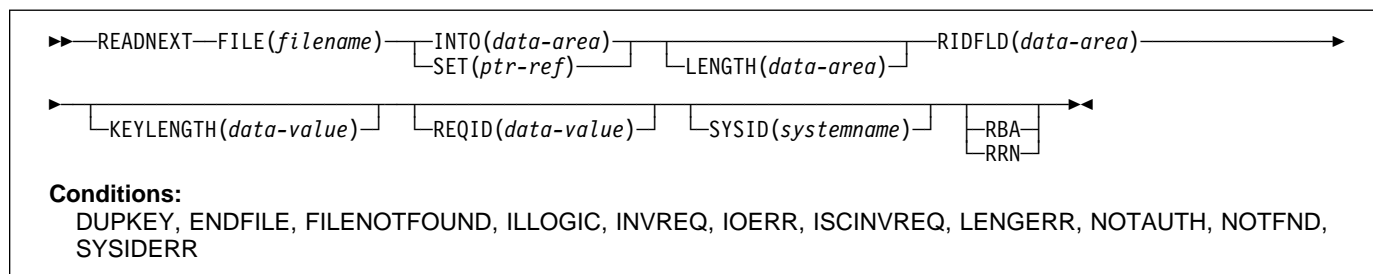 ►►──READNEXT──FILE(filename)──┬─INTO(data-area)─┬──┬───────────────────┬──RIDFLD(data-area)──►
└─SET(ptr-ref)────┘ └─LENGTH(data-area)─┘
►──┬───────────────────────┬──┬───────────────────┬──┬───────────────────┬──┬─────┬──►◄
└─KEYLENGTH(data-value)─┘ └─REQID(data-value)─┘ └─SYSID(systemname)─┘ ├─RBA─┤
└─RRN─┘
Conditions:
DUPKEY, ENDFILE, FILENOTFOUND, ILLOGIC, INVREQ, IOERR, ISCINVREQ, LENGERR, NOTAUTH, NOTFND,
SYSIDERR